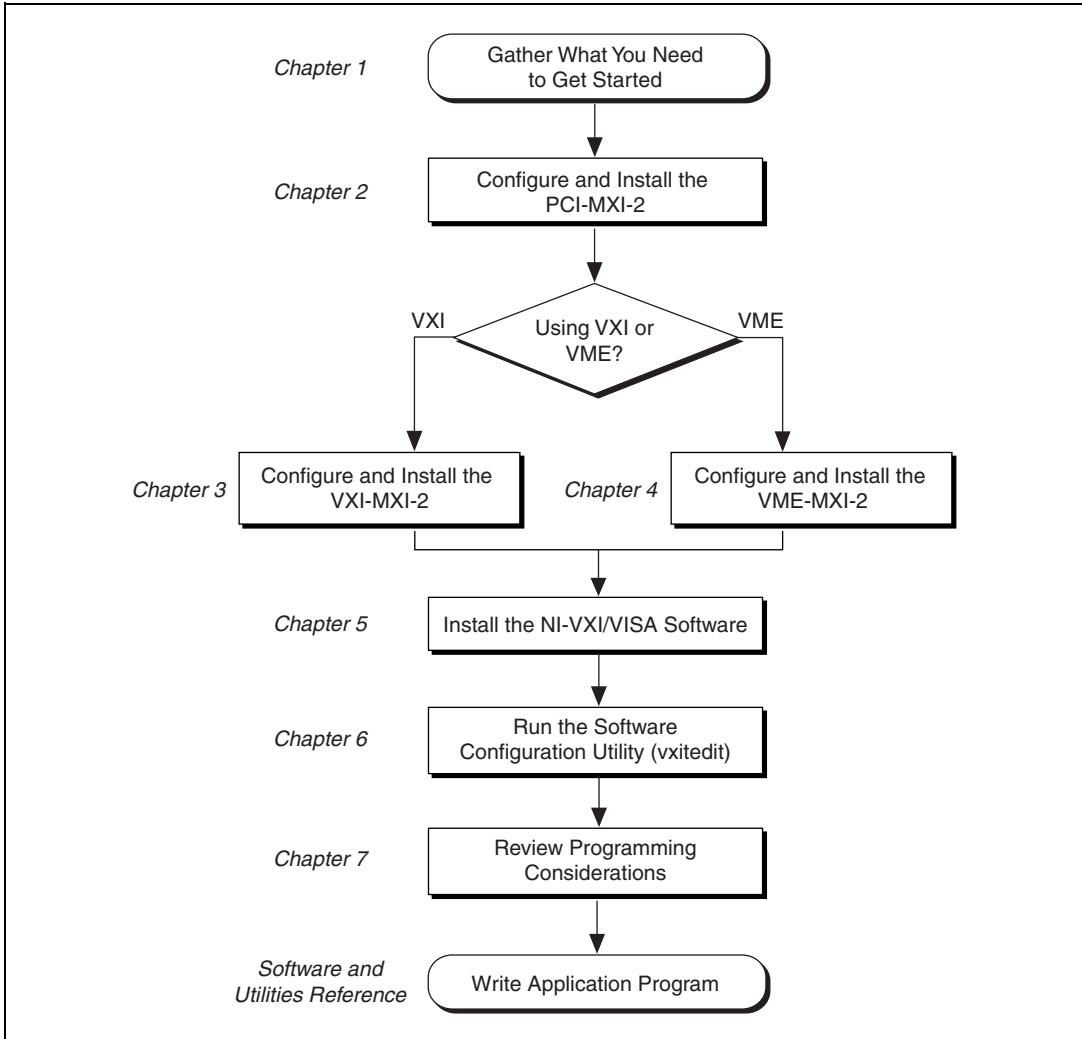 Chapter 1
Gather What You Need
to Get Started
Chapter 2
Configure and Install the
PCI-MXI-2
VXI
Using VXI or
VME?
VME
Chapter 3
Configure and Install the
VXI-MXI-2
Chapter 4
Configure and Install the
VME-MXI-2
Chapter 5
Install the NI-VXI/VISA Software
Chapter 6
Run the Software
Configuration Utility (vxitedit)
Chapter 7
Review Programming
Considerations
Software and
Utilities Reference
Write Application Program